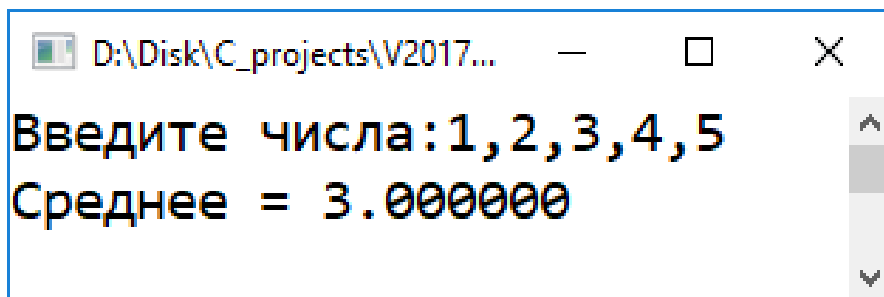 D:\Disk\C_projects\V2017...
Введите числа:1,2,3,4,5
Среднее = 3.000000